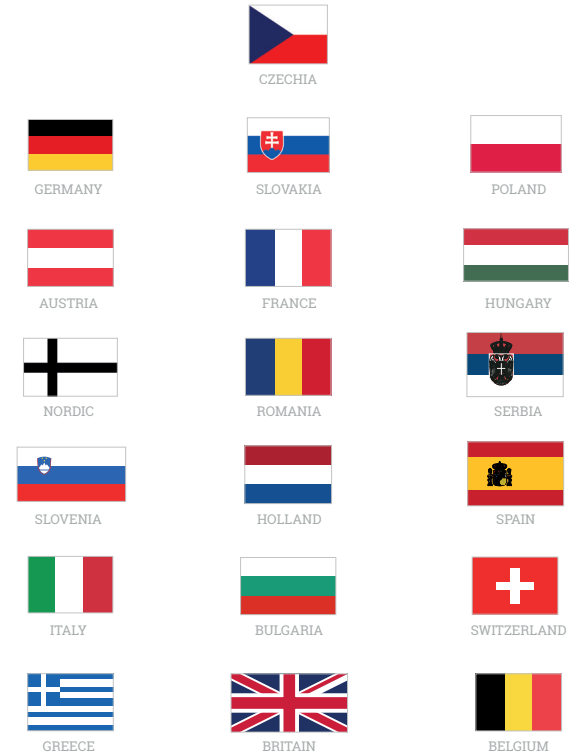 CZECHIA
GERMANY
SLOVAKIA
POLAND
AUSTRIA
FRANCE
HUNGARY
NORDIC
ROMANIA
SERBIA
SLOVENIA
HOLLAND
SPAIN
ITALY
BULGARIA
SWITZERLAND
GREECE
BRITAIN
BELGIUM